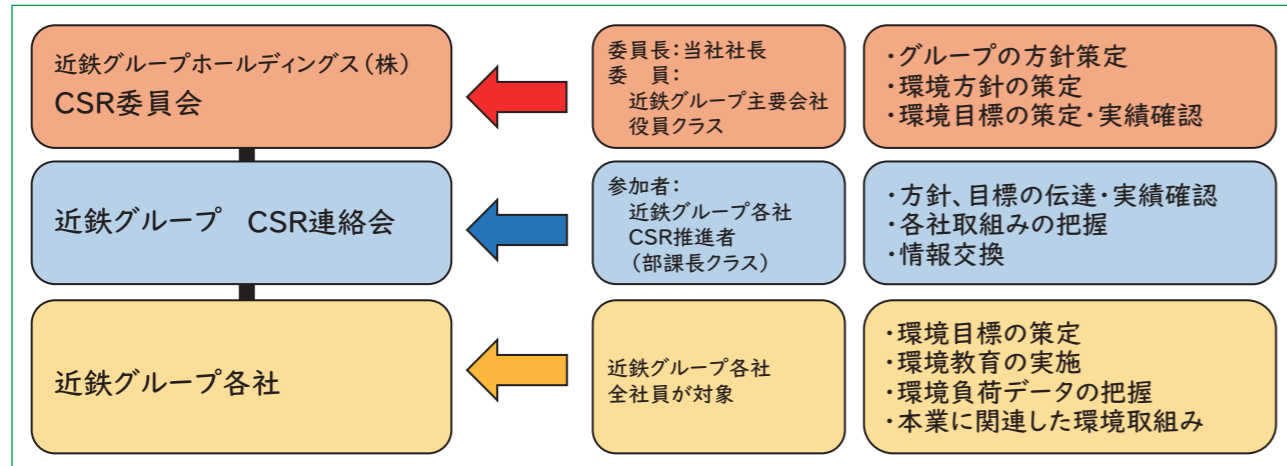 近鉄グループホールディングス(株)
CSR委員会
委員長:当社社長
委　員:
近鉄グループ主要会社
役員クラス
・グループの方針策定
・環境方針の策定
・環境目標の策定・実績確認
近鉄グループ　CSR連絡会
参加者:
近鉄グループ各社
CSR推進者
(部課長クラス)
・方針、目標の伝達・実績確認
・各社取組みの把握
・情報交換
近鉄グループ各社
近鉄グループ各社
全社員が対象
・環境目標の策定
・環境教育の実施
・環境負荷データの把握
・本業に関連した環境取組み